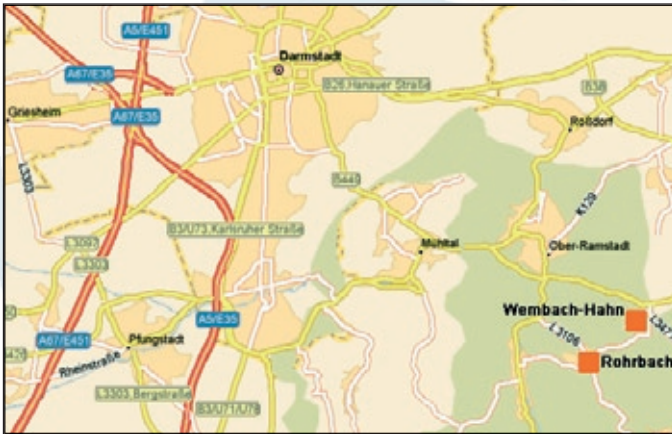 A5/E451
Darmstadt
A67/E35
B26,Hanauer Straße
B38
Griesheim
A67/E35
Roßdorf
L3303
B449
K129
B3/U73,Karlsruher Straße
L3097
Mühltal
Ober-Ramstadt
L3303
Wembach-Hahn
A5/E35
L3106
L347
A67/E451
Pfungstadt
Rheinstraße
Rohrbach
L3303,Bergstraße
B3/U71/U78